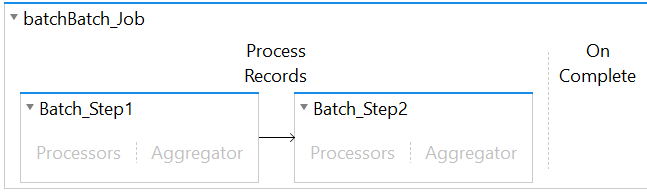 batchBatch_Job
Process
Records
On
Complete
Batch_Step1
Batch_Step2
Processors
Aggregator
Processors
Aggregator